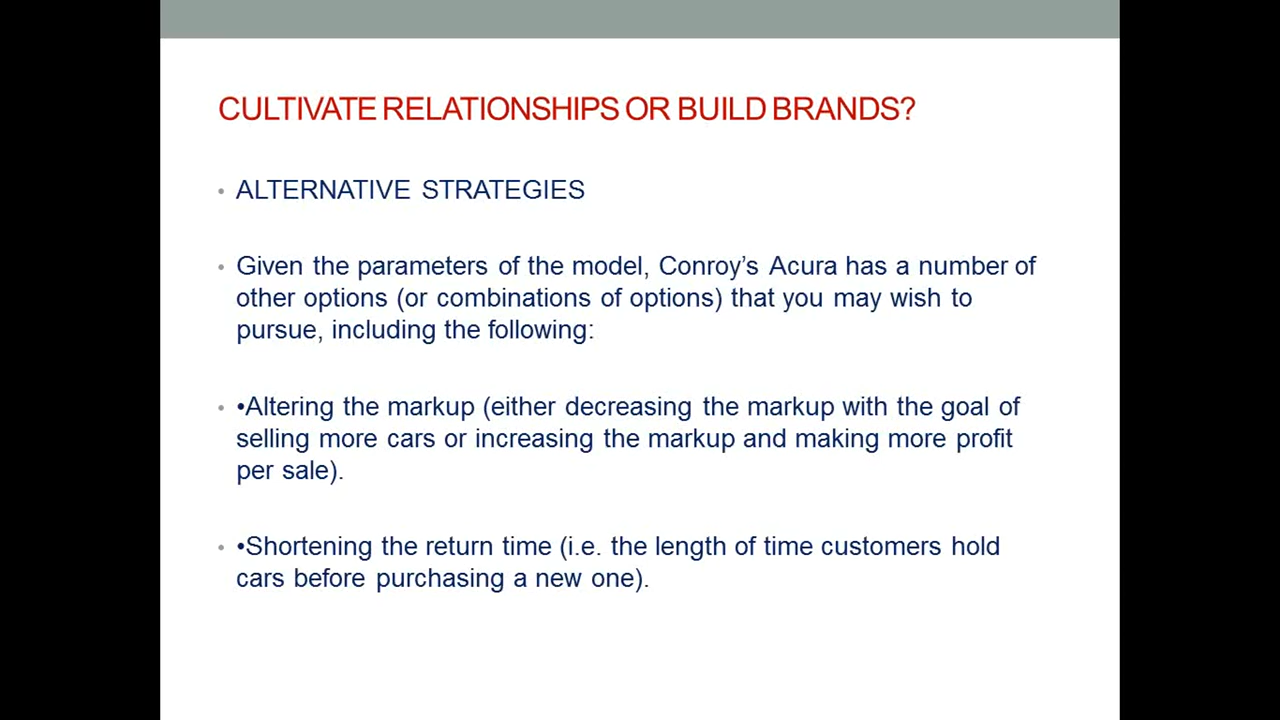 CULTIVATE RELATIONSHIPS OR BUILD BRANDS?
• ALTERNATIVE STRATEGIES
• Given the parameters of the model, Conroy’s Acura has a number of
other options (or combinations of options) that you may wish to
pursue, including the following:
• •Altering the markup (either decreasing the markup with the goal of
selling more cars or increasing the markup and making more profit
per sale).
• •Shortening the return time (i.e. the length of time customers hold
cars before purchasing a new one).